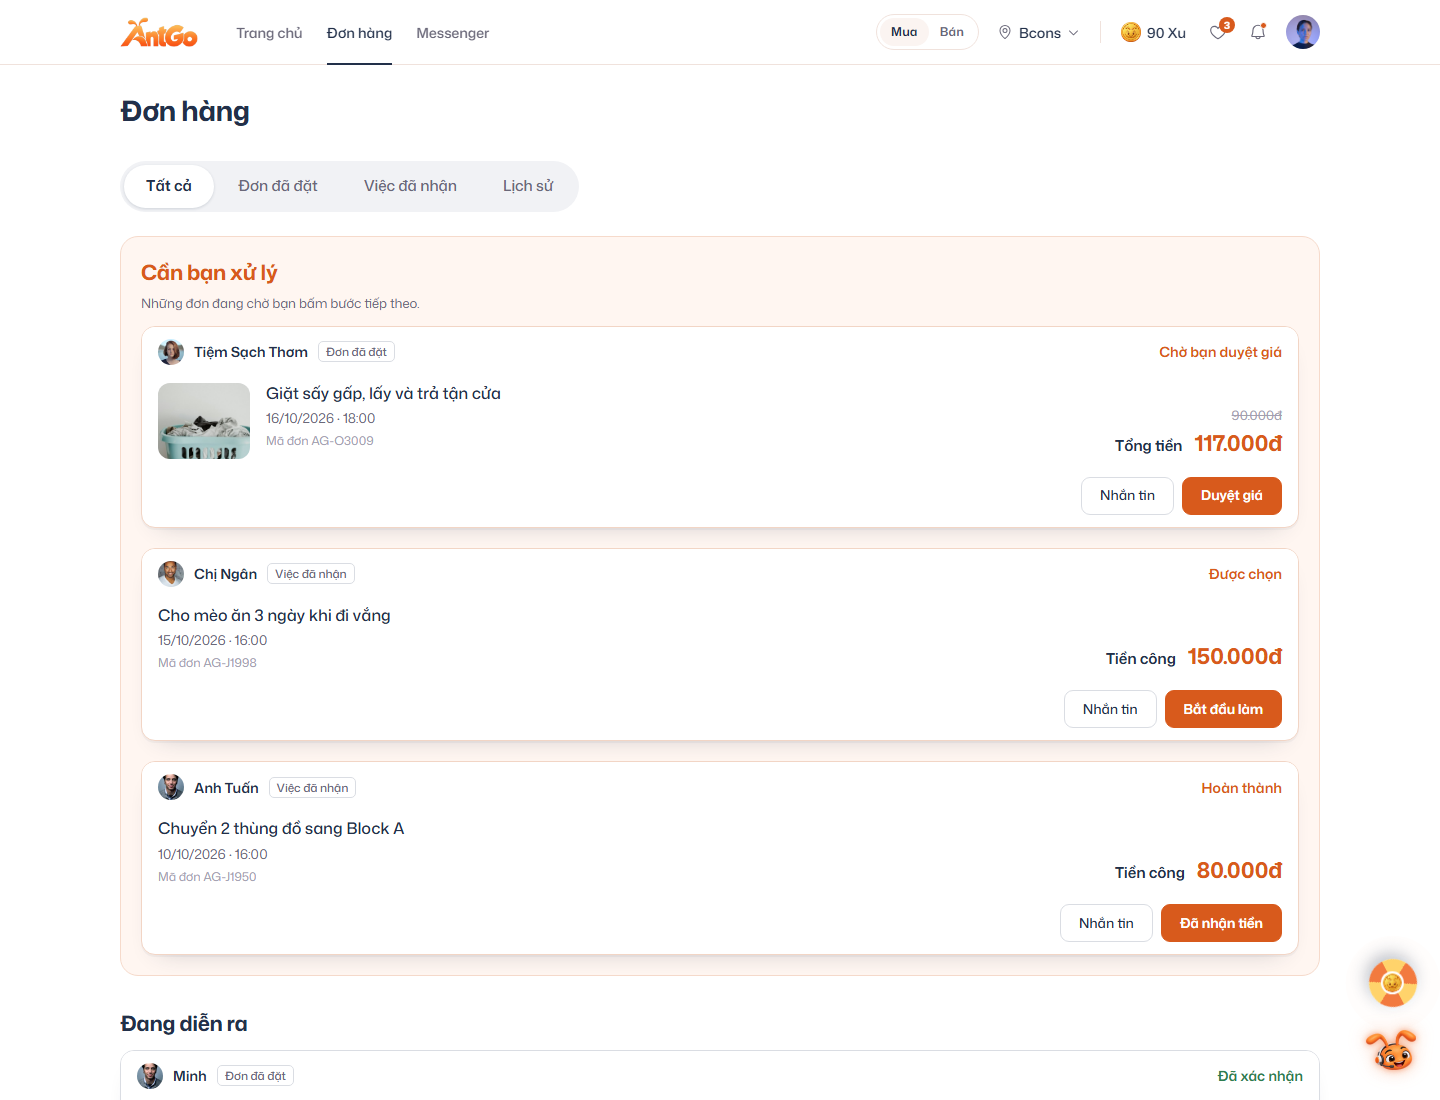 AntGo
Trang chủ
Đơn hàng
Messenger
Mua
Bán
Bcons
90 Xu
3
Đơn hàng
Tất cả
Đơn đã đặt
Việc đã nhận
Lịch sử
Cần bạn xử lý
Những đơn đang chờ bạn bấm bước tiếp theo.
Tiệm Sạch Thơm
Đơn đã đặt
Chờ bạn duyệt giá
Giặt sấy gấp, lấy và trả tận cửa
16/10/2026 · 18:00
Mã đơn AG-O3009
90.000đ
Tổng tiền 117.000đ
Nhắn tin
Duyệt giá
Chị Ngân
Việc đã nhận
Được chọn
Cho mèo ăn 3 ngày khi đi vắng
15/10/2026 · 16:00
Mã đơn AG-J1998
Tiền công 150.000đ
Nhắn tin
Bắt đầu làm
Anh Tuấn
Việc đã nhận
Hoàn thành
Chuyển 2 thùng đồ sang Block A
10/10/2026 · 16:00
Mã đơn AG-J1950
Tiền công 80.000đ
Nhắn tin
Đã nhận tiền
Đang diễn ra
Minh
Đơn đã đặt
Đã xác nhận